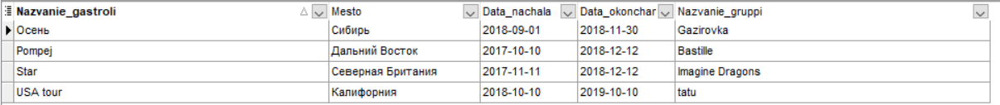 Nazvanie_gastroli Mesto Data_nachala Data_okonchar Nazvanie_gruppi
Осень Сибирь 2018-09-01 2018-11-30 Gazirovka
Pompej Дальний Восток 2017-10-10 2018-12-12 Bastille
Star Северная Британия 2017-11-11 2018-12-12 Imagine Dragons
USA tour Калифорния 2018-10-10 2019-10-10 tatu